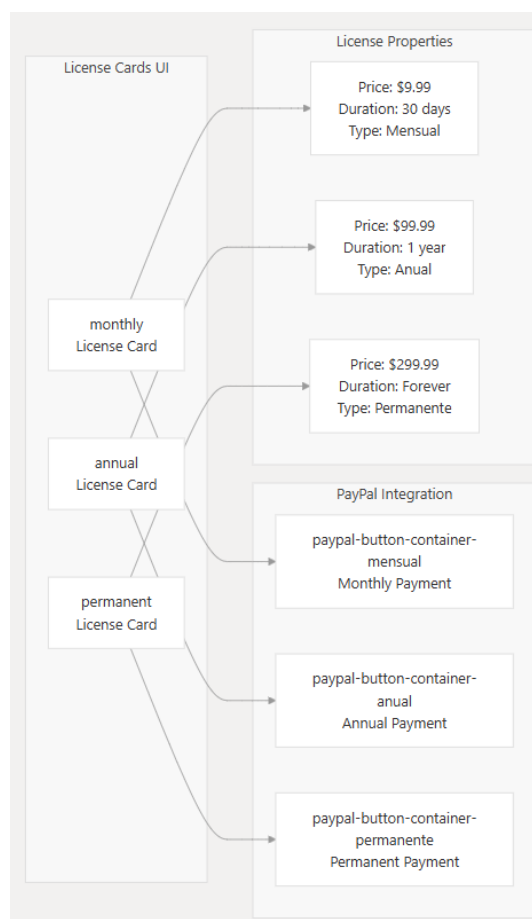 License Cards UI
monthly
License Card
annual
License Card
permanent
License Card
License Properties
Price: $9.99
Duration: 30 days
Type: Mensual
Price: $99.99
Duration: 1 year
Type: Anual
Price: $299.99
Duration: Forever
Type: Permanente
PayPal Integration
paypal-button-container-
mensual
Monthly Payment
paypal-button-container-
anual
Annual Payment
paypal-button-container-
permanente
Permanent Payment